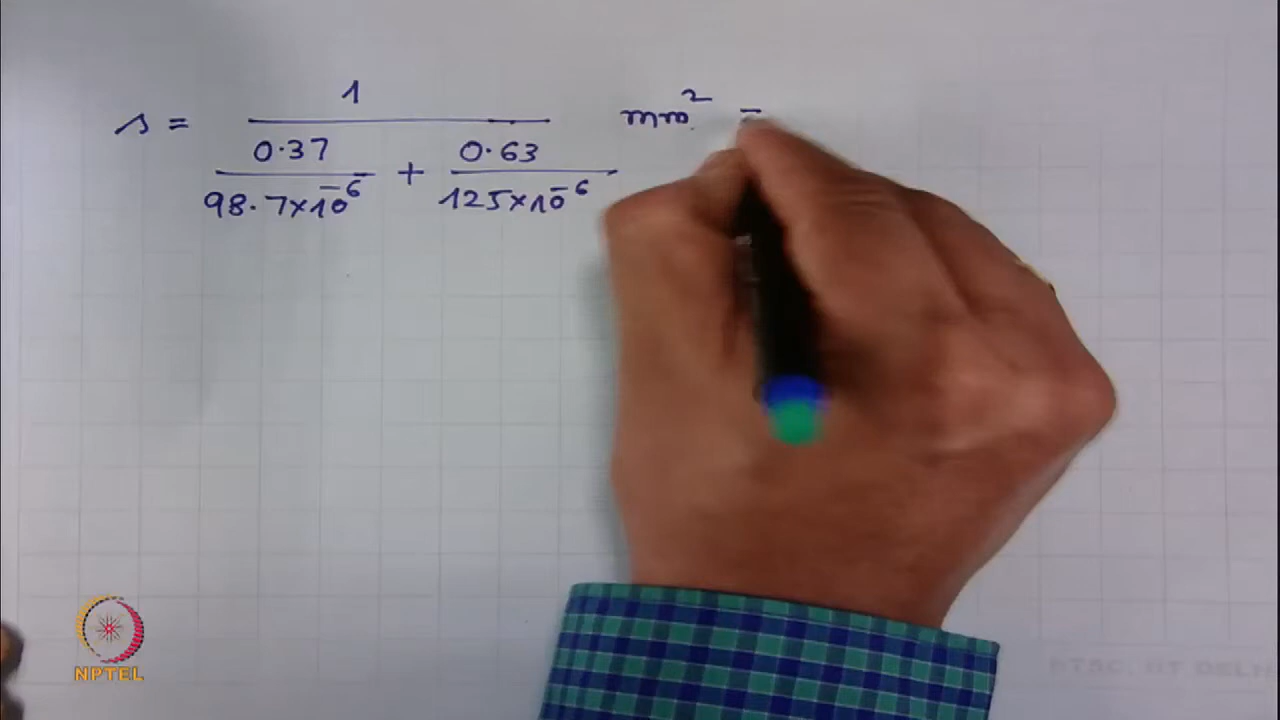 s = 1 / (0.37 / 98.7×10⁻⁶ + 0.63 / 125×10⁻⁶) mm² =
NPTEL